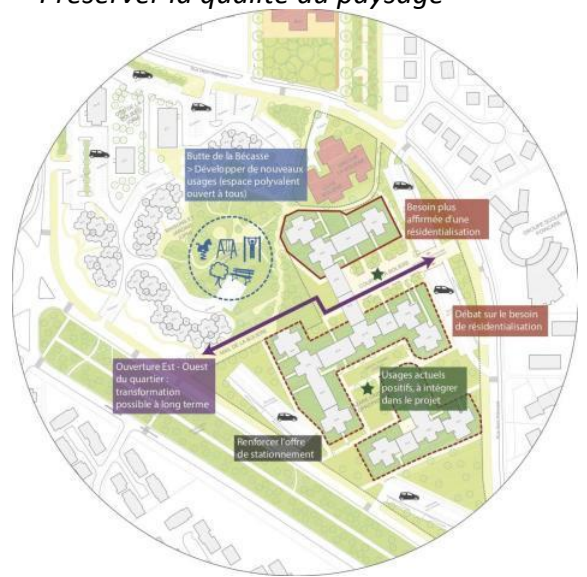 Préserver la qualité du paysage
Butte de la Bécasse
> Développer de nouveaux
usages (espace polyvalent
ouvert à tous)
Besoin plus
affirmée d'une
résidentialisation
Débat sur le besoin
de résidentialisation
Ouverture Est - Ouest
du quartier :
transformation
possible à long terme
Usages actuels
positifs, à intégrer
dans le projet
Renforcer l'offre
de stationnement